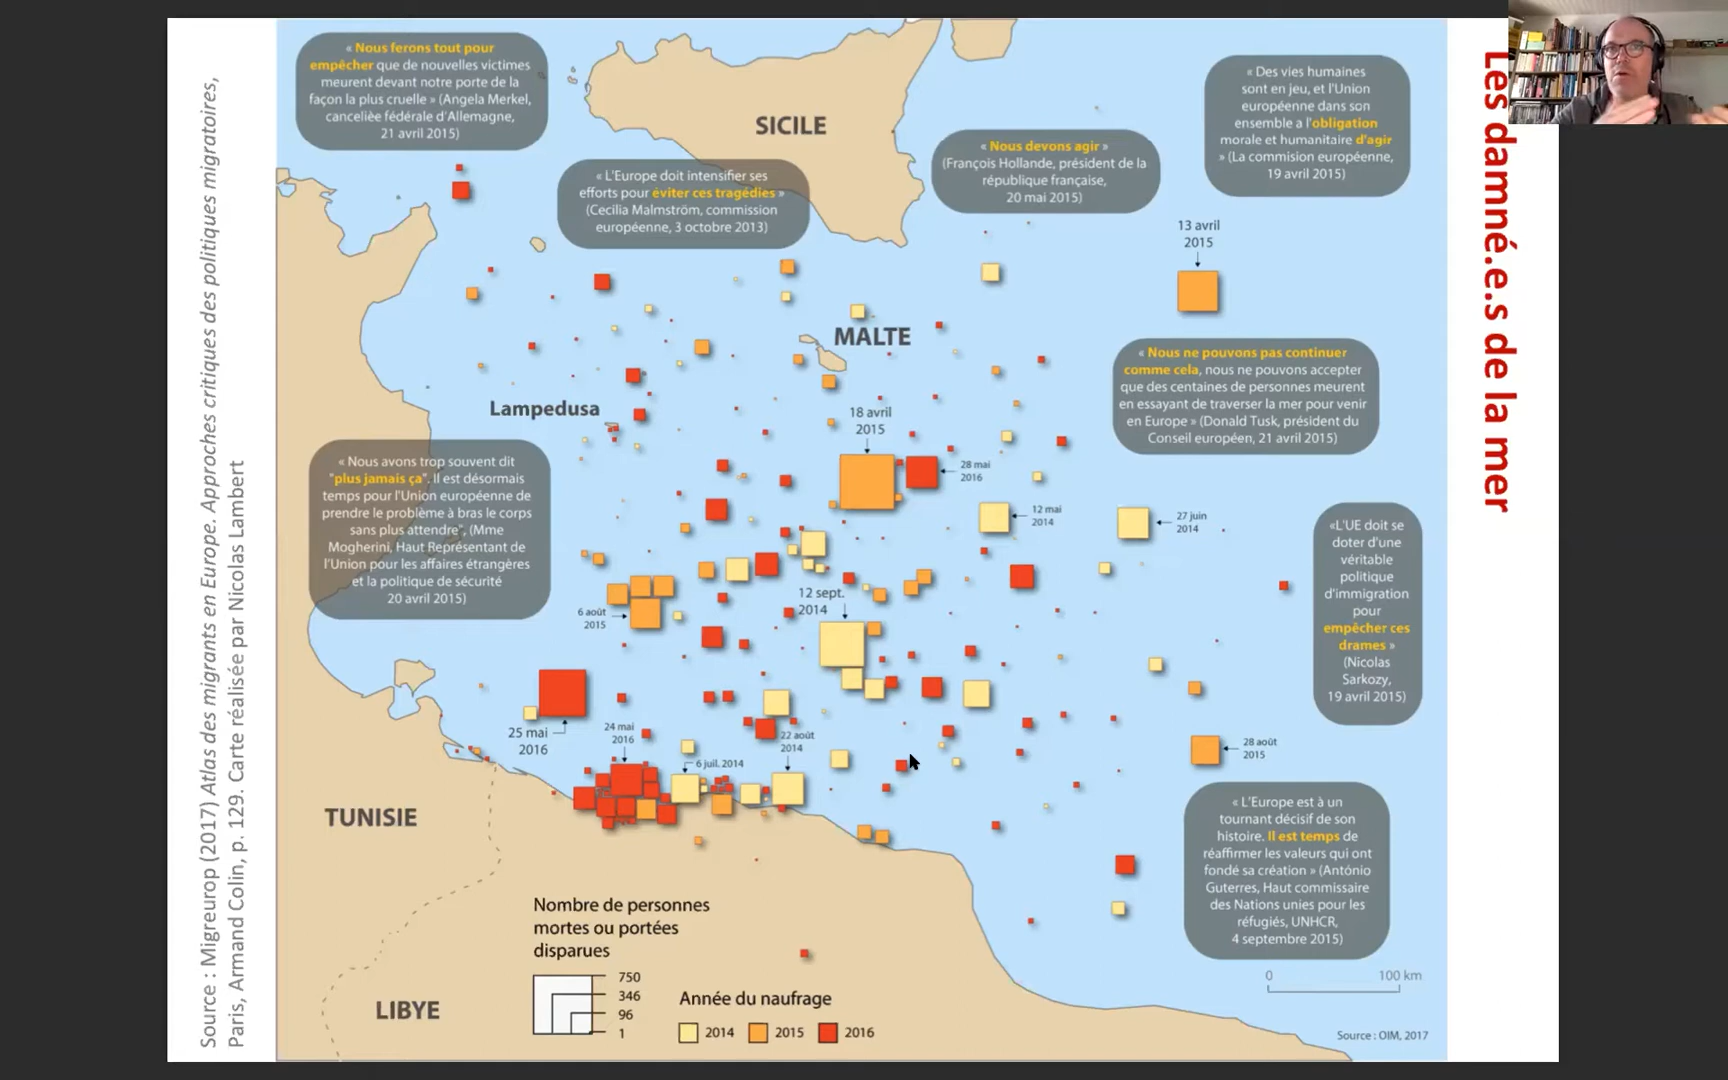 Source : Migreurop (2017) Atlas des migrants en Europe. Approches critiques des politiques migratoires,
Paris, Armand Colin, p. 129. Carte réalisée par Nicolas Lambert
Les damné.e.s de la mer
« Nous ferons tout pour
empêcher que de nouvelles victimes
meurent devant notre porte de la
façon la plus cruelle » (Angela Merkel,
cancelièe fédérale d'Allemagne,
21 avril 2015)
SICILE
« L'Europe doit intensifier ses
efforts pour éviter ces tragédies »
(Cecilia Malmström, commission
européenne, 3 octobre 2013)
« Nous devons agir »
(François Hollande, président de la
république française,
20 mai 2015)
« Des vies humaines
sont en jeu, et l'Union
européenne dans son
ensemble a l'obligation
morale et humanitaire d'agir
» (La commision européenne,
19 avril 2015)
13 avril
2015
MALTE
« Nous ne pouvons pas continuer
comme cela, nous ne pouvons accepter
que des centaines de personnes meurent
en essayant de traverser la mer pour venir
en Europe » (Donald Tusk, président du
Conseil européen, 21 avril 2015)
Lampedusa
18 avril
2015
28 mai
2016
« Nous avons trop souvent dit
"plus jamais ça". Il est désormais
temps pour l'Union européenne de
prendre le problème à bras le corps
sans plus attendre", (Mme
Mogherini, Haut Représentant de
l'Union pour les affaires étrangères
et la politique de sécurité
20 avril 2015)
12 mai
2014
27 juin
2014
«L'UE doit se
doter d'une
véritable
politique
d'immigration
pour
empêcher ces
drames »
(Nicolas
Sarkozy,
19 avril 2015)
12 sept.
2014
6 août
2015
25 mai
2016
24 mai
2016
22 août
2014
6 juil. 2014
28 août
2015
TUNISIE
« L'Europe est à un
tournant décisif de son
histoire. Il est temps de
réaffirmer les valeurs qui ont
fondé sa création » (António
Guterres, Haut commissaire
des Nations unies pour les
réfugiés, UNHCR,
4 septembre 2015)
LIBYE
Nombre de personnes
mortes ou portées
disparues
750
346
96
1
Année du naufrage
2014
2015
2016
0
100 km
Source : OIM, 2017